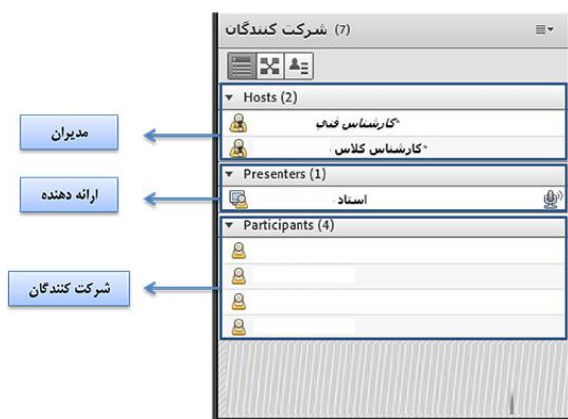 شرکت کنندگان (7)
Hosts (2)
کارشناس فنی
مدیران
کارشناس کلاس
Presenters (1)
ارائه دهنده
استاد
Participants (4)
شرکت کنندگان